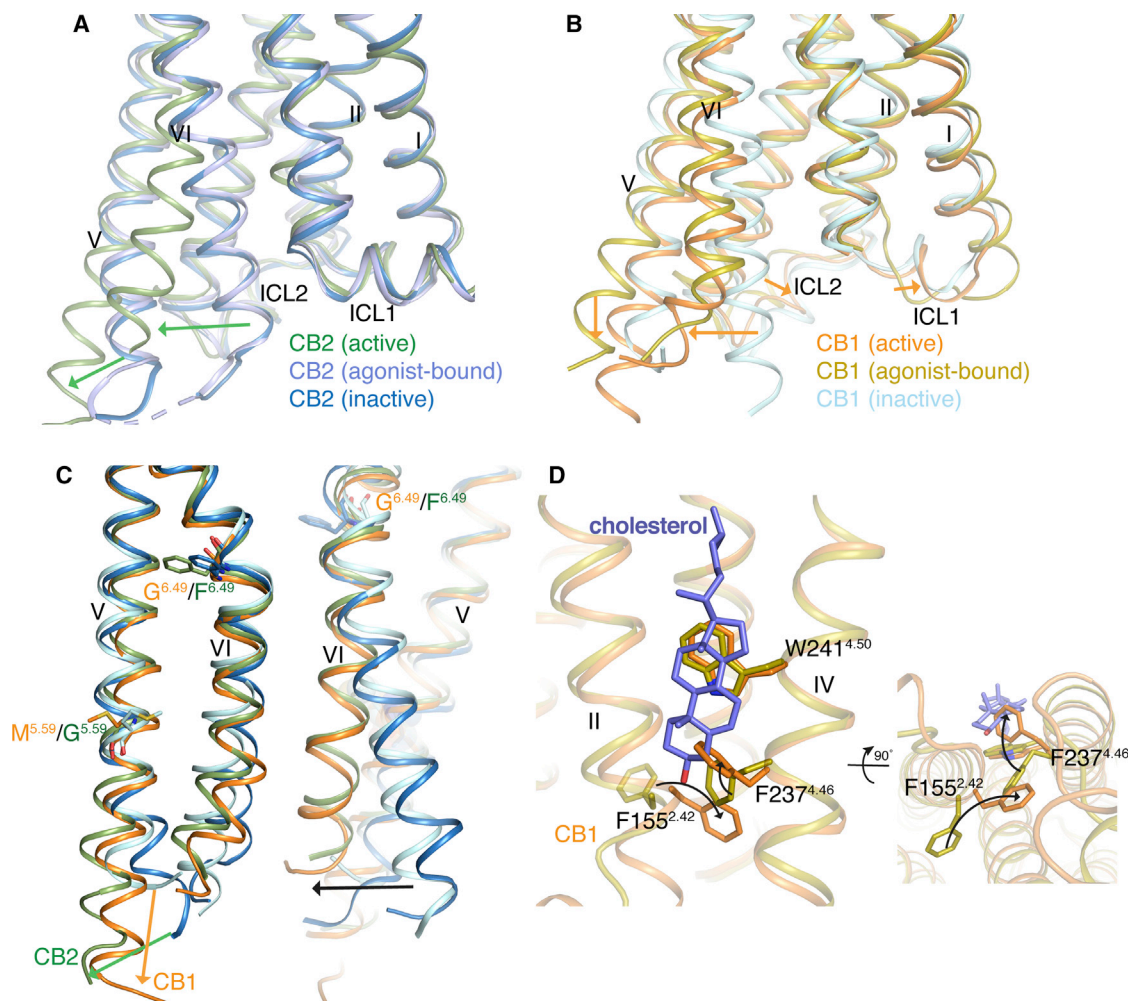 A
VI
II
I
V
ICL2
ICL1
CB2 (active)
CB2 (agonist-bound)
CB2 (inactive)
B
VI
II
I
V
ICL2
ICL1
CB1 (active)
CB1 (agonist-bound)
CB1 (inactive)
C
G6.49/F6.49
V
VI
M5.59/G5.59
CB2
CB1
G6.49/F6.49
V
VI
D
cholesterol
W2414.50
IV
II
F2374.46
F1552.42
CB1
90°
F2374.46
F1552.42